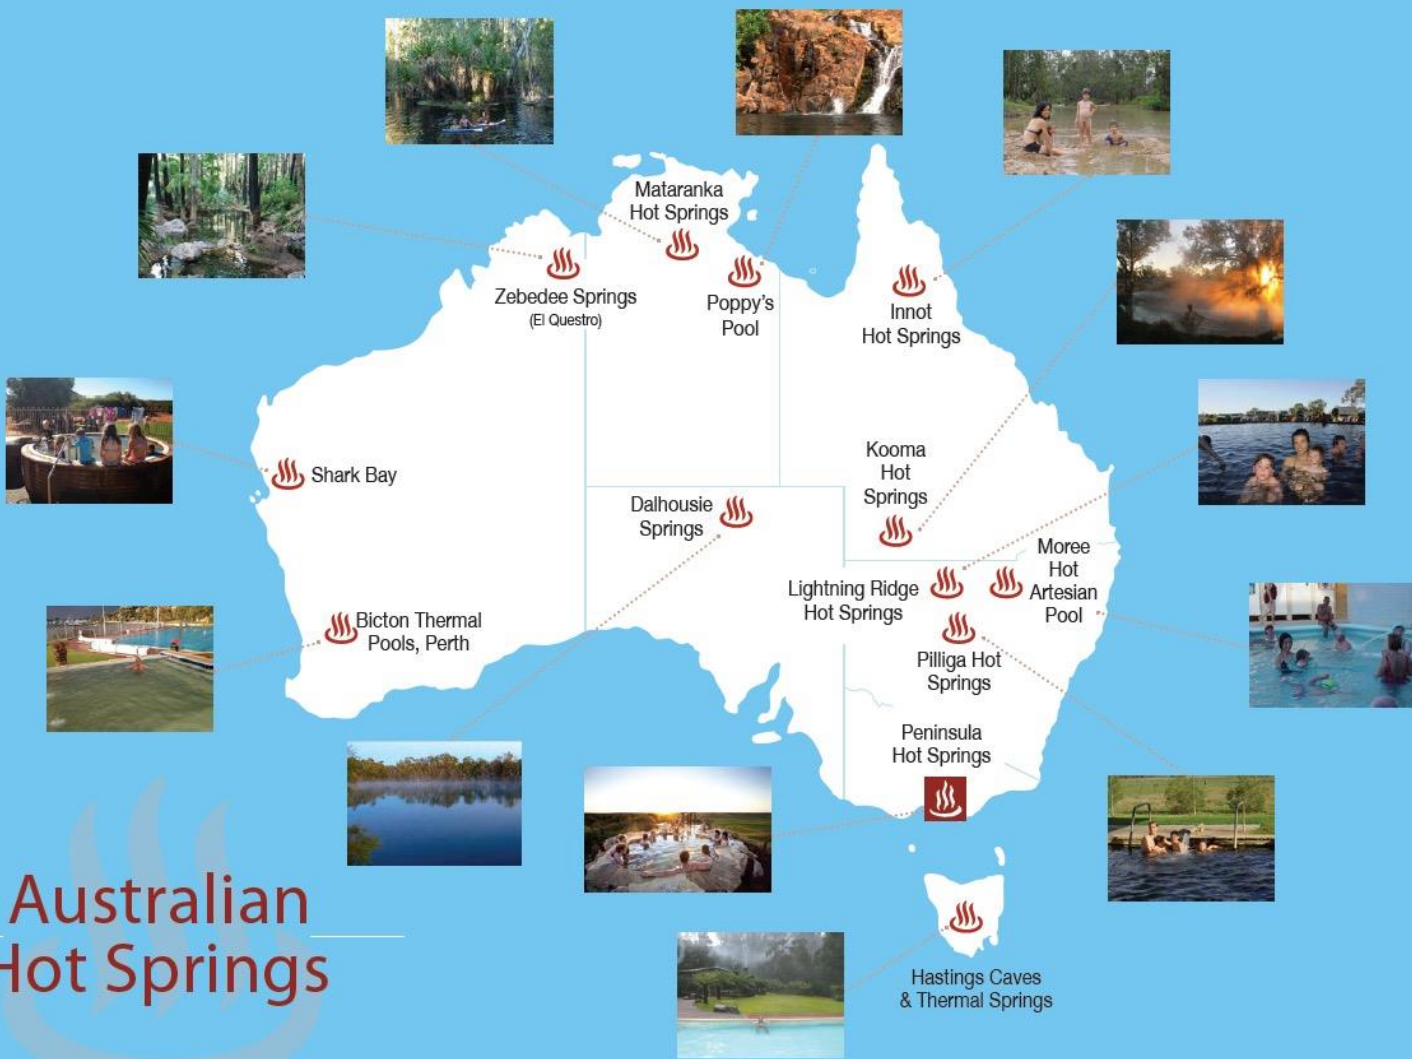 Mataranka
Hot Springs
Zebedee Springs
(El Questro)
Poppy's
Pool
Innot
Hot Springs
Shark Bay
Kooma
Hot
Springs
Dalhousie
Springs
Moree
Hot
Artesian
Pool
Lightning Ridge
Hot Springs
Bicton Thermal
Pools, Perth
Pilliga Hot
Springs
Peninsula
Hot Springs
Hastings Caves
& Thermal Springs
Australian
Hot Springs